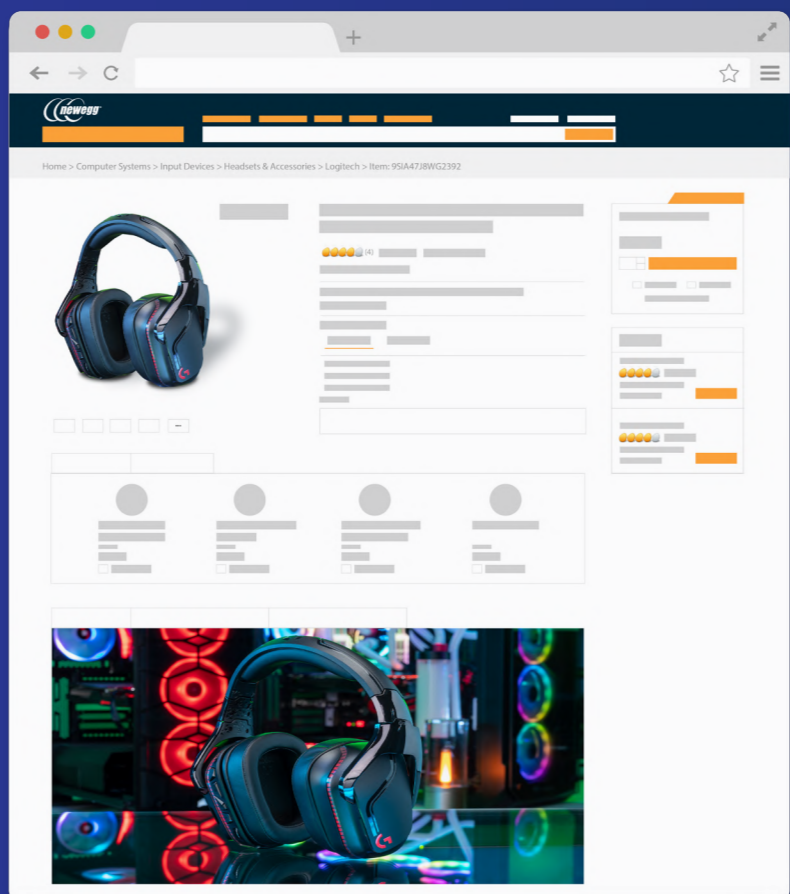 newegg
Home > Computer Systems > Input Devices > Headsets & Accessories > Logitech > Item: 9SIA47J8WG2392
(4)
G
G